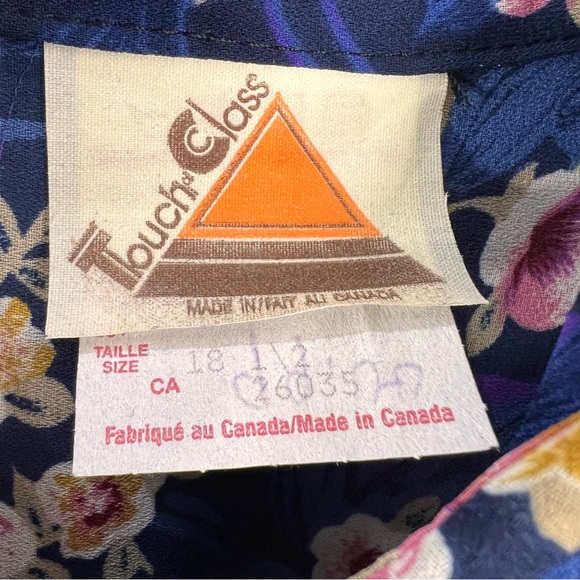 Touch of Class
MADE IN/FAIT AU CANADA
TAILLE
SIZE 18 1\2
CA 26035
Fabriqué au Canada/Made in Canada